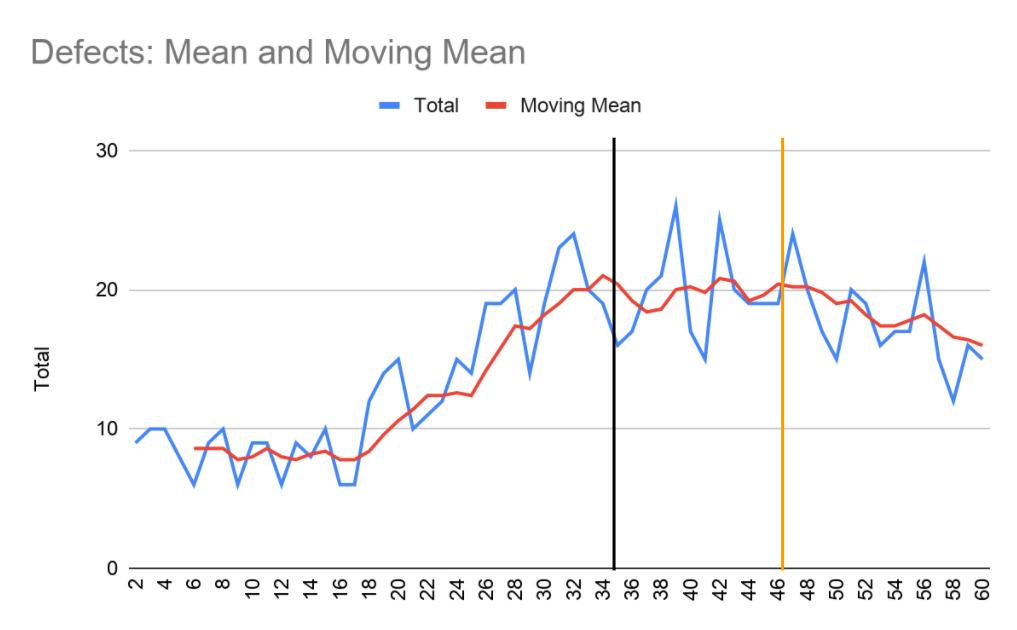 Defects: Mean and Moving Mean
Total Moving Mean
30
20
10
0
Total
2 4 6 8 10 12 14 16 18 20 22 24 26 28 30 32 34 36 38 40 42 44 46 48 50 52 54 56 58 60